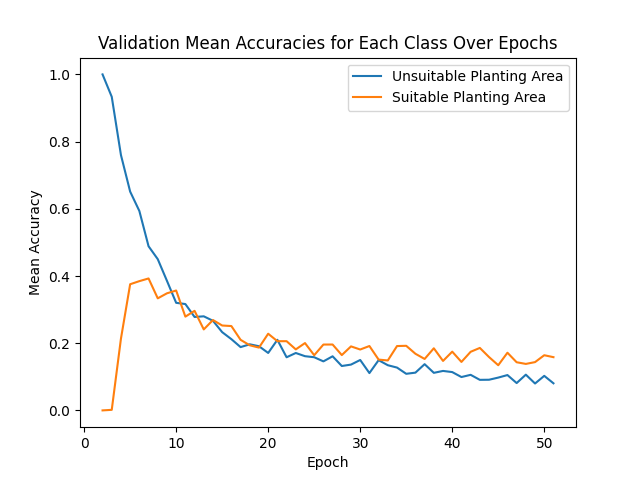 Validation Mean Accuracies for Each Class Over Epochs
Unsuitable Planting Area
Suitable Planting Area
Mean Accuracy
1.0
0.8
0.6
0.4
0.2
0.0
0 10 20 30 40 50
Epoch